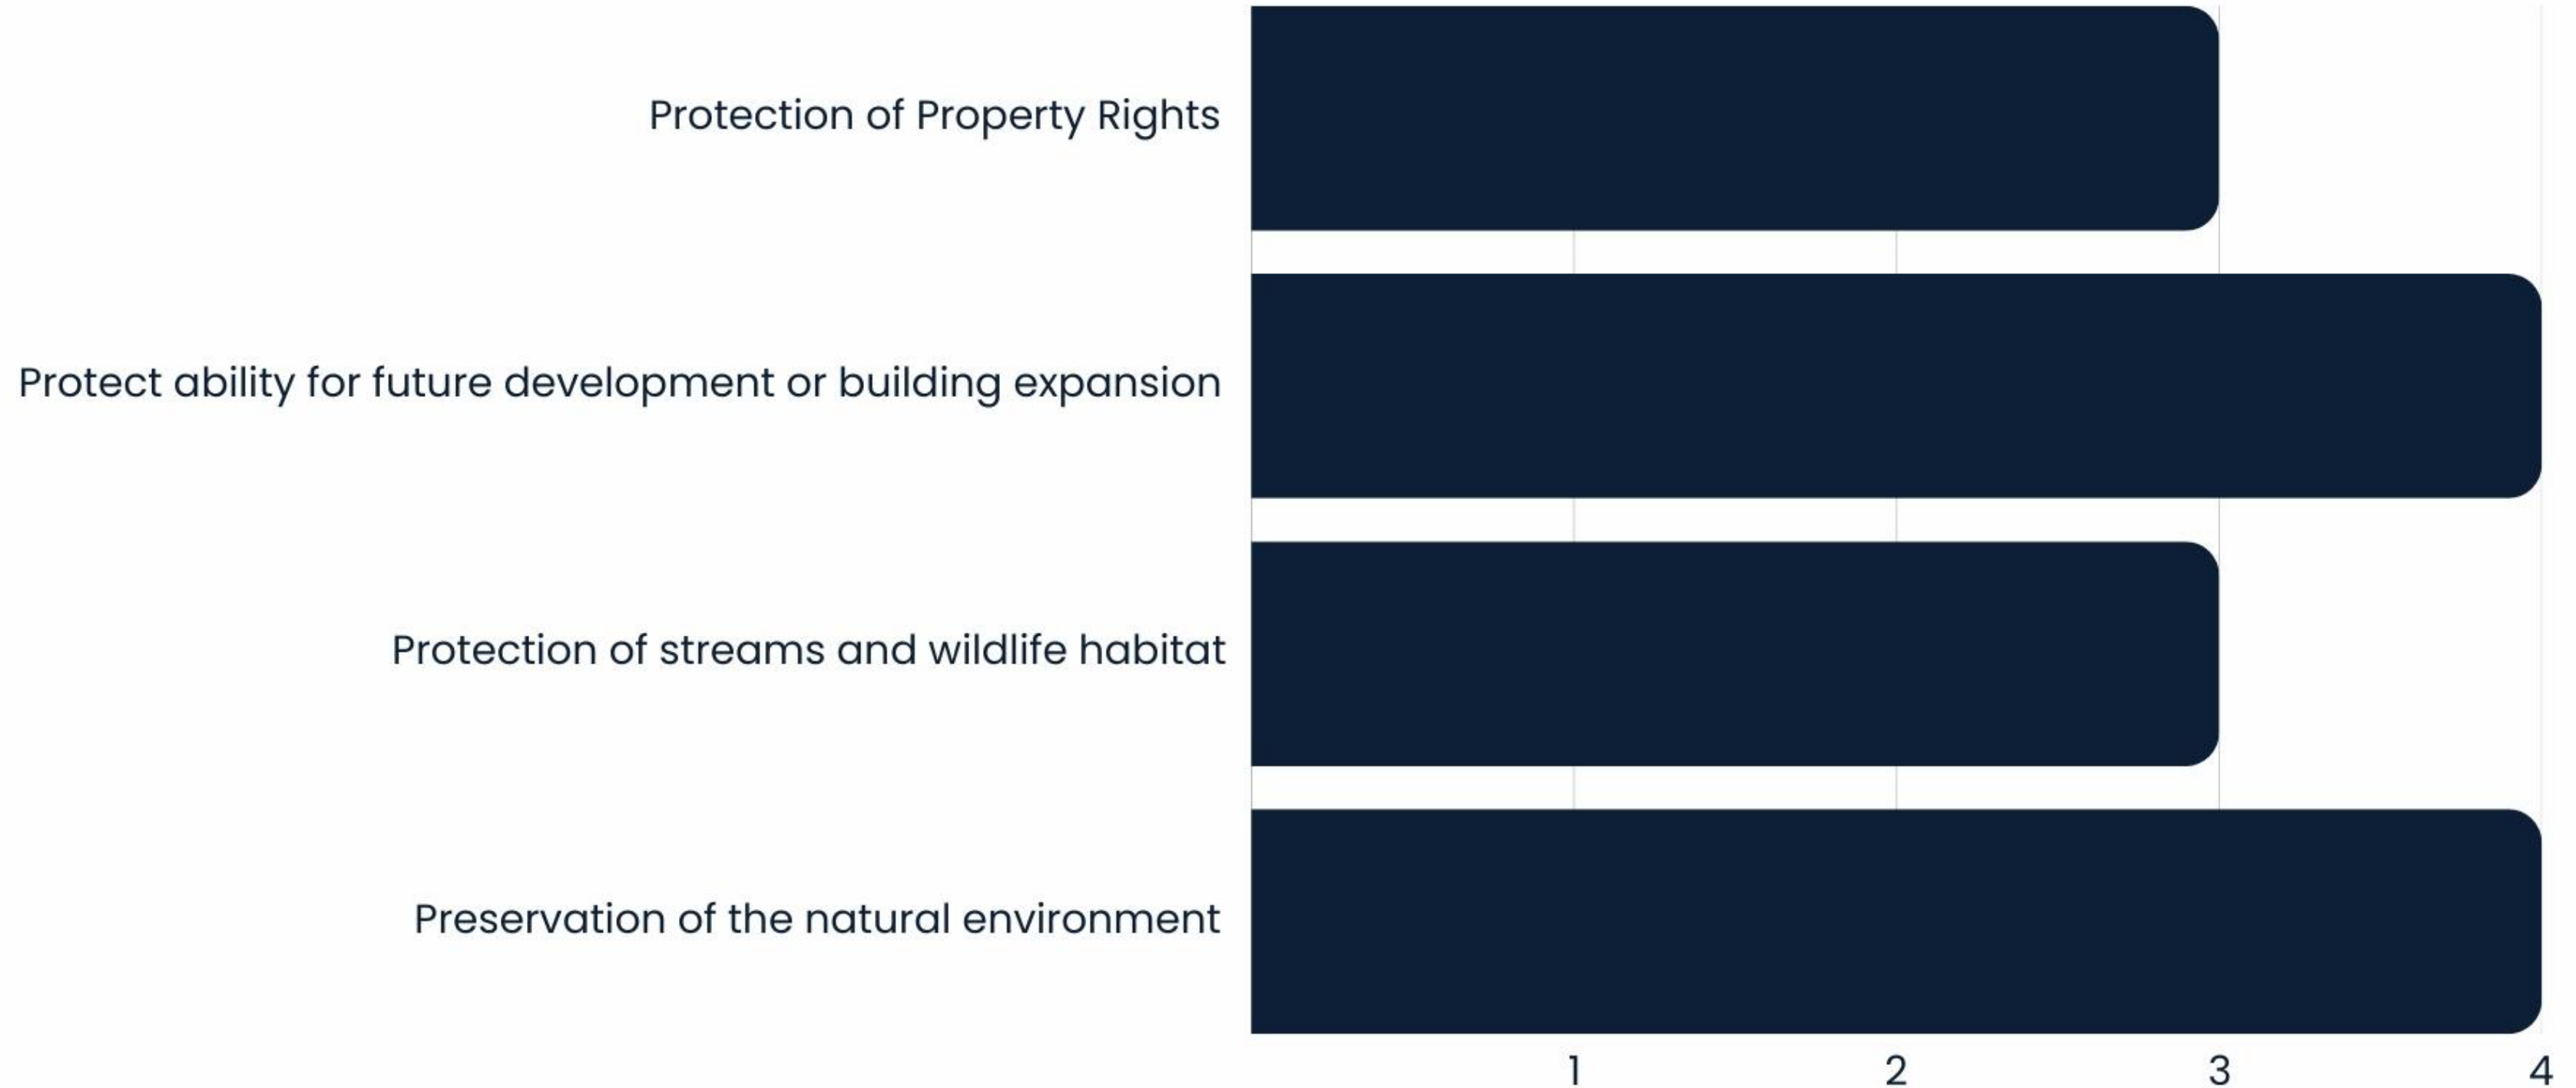 Protection of Property Rights
Protect ability for future development or building expansion
Protection of streams and wildlife habitat
Preservation of the natural environment
1 2 3 4